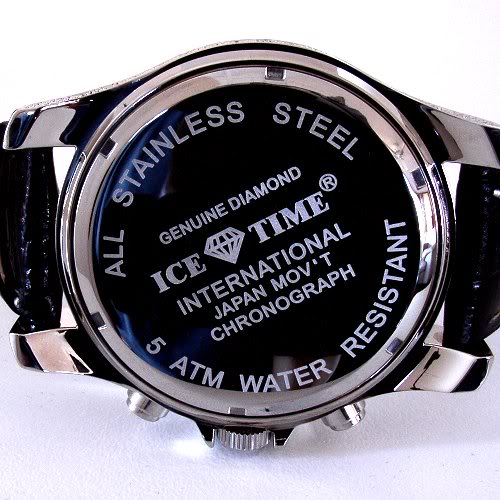 ALL STAINLESS STEEL
GENUINE DIAMOND
ICE TIME®
INTERNATIONAL
JAPAN MOV'T
CHRONOGRAPH
5 ATM WATER RESISTANT